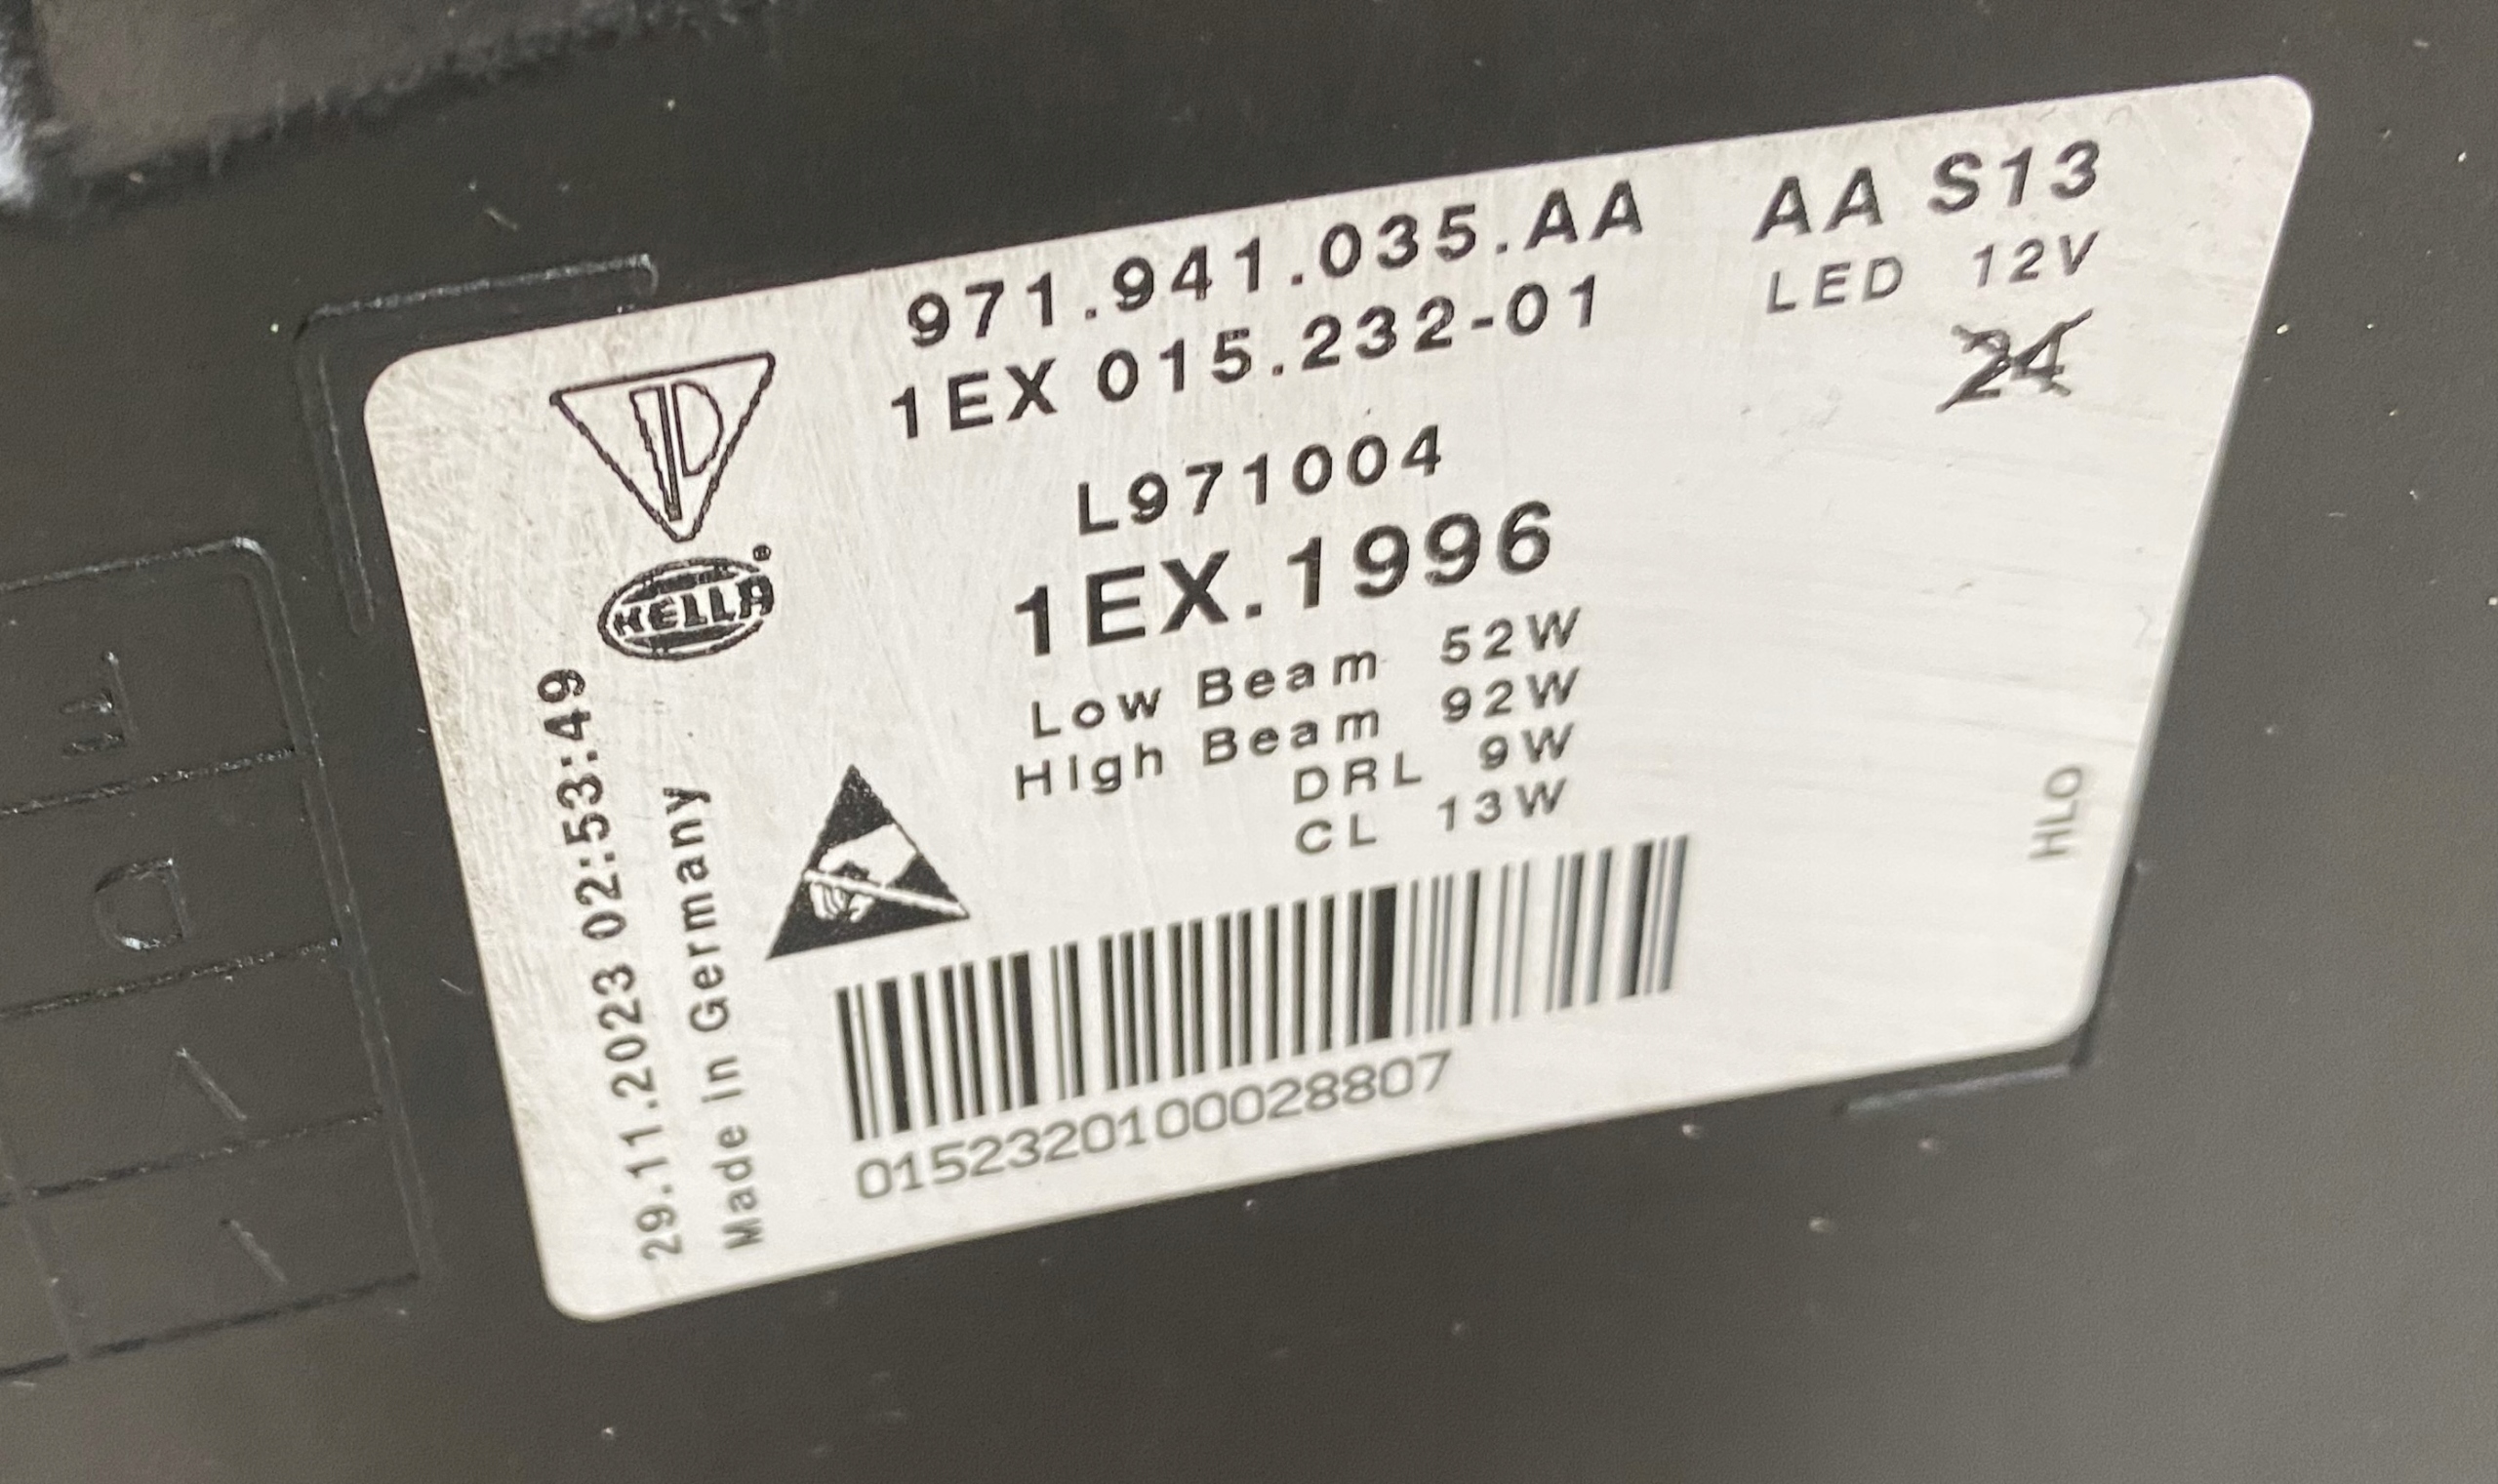 971.941.035.AA AA S13
1EX 015.232-01 LED 12V
24
L971004
HELLA
®
1EX.1996
Low Beam 52W
High Beam 92W
DRL 9W
CL 13W
29.11.2023 02:53:49
Made in Germany
HLO
0152320100028807